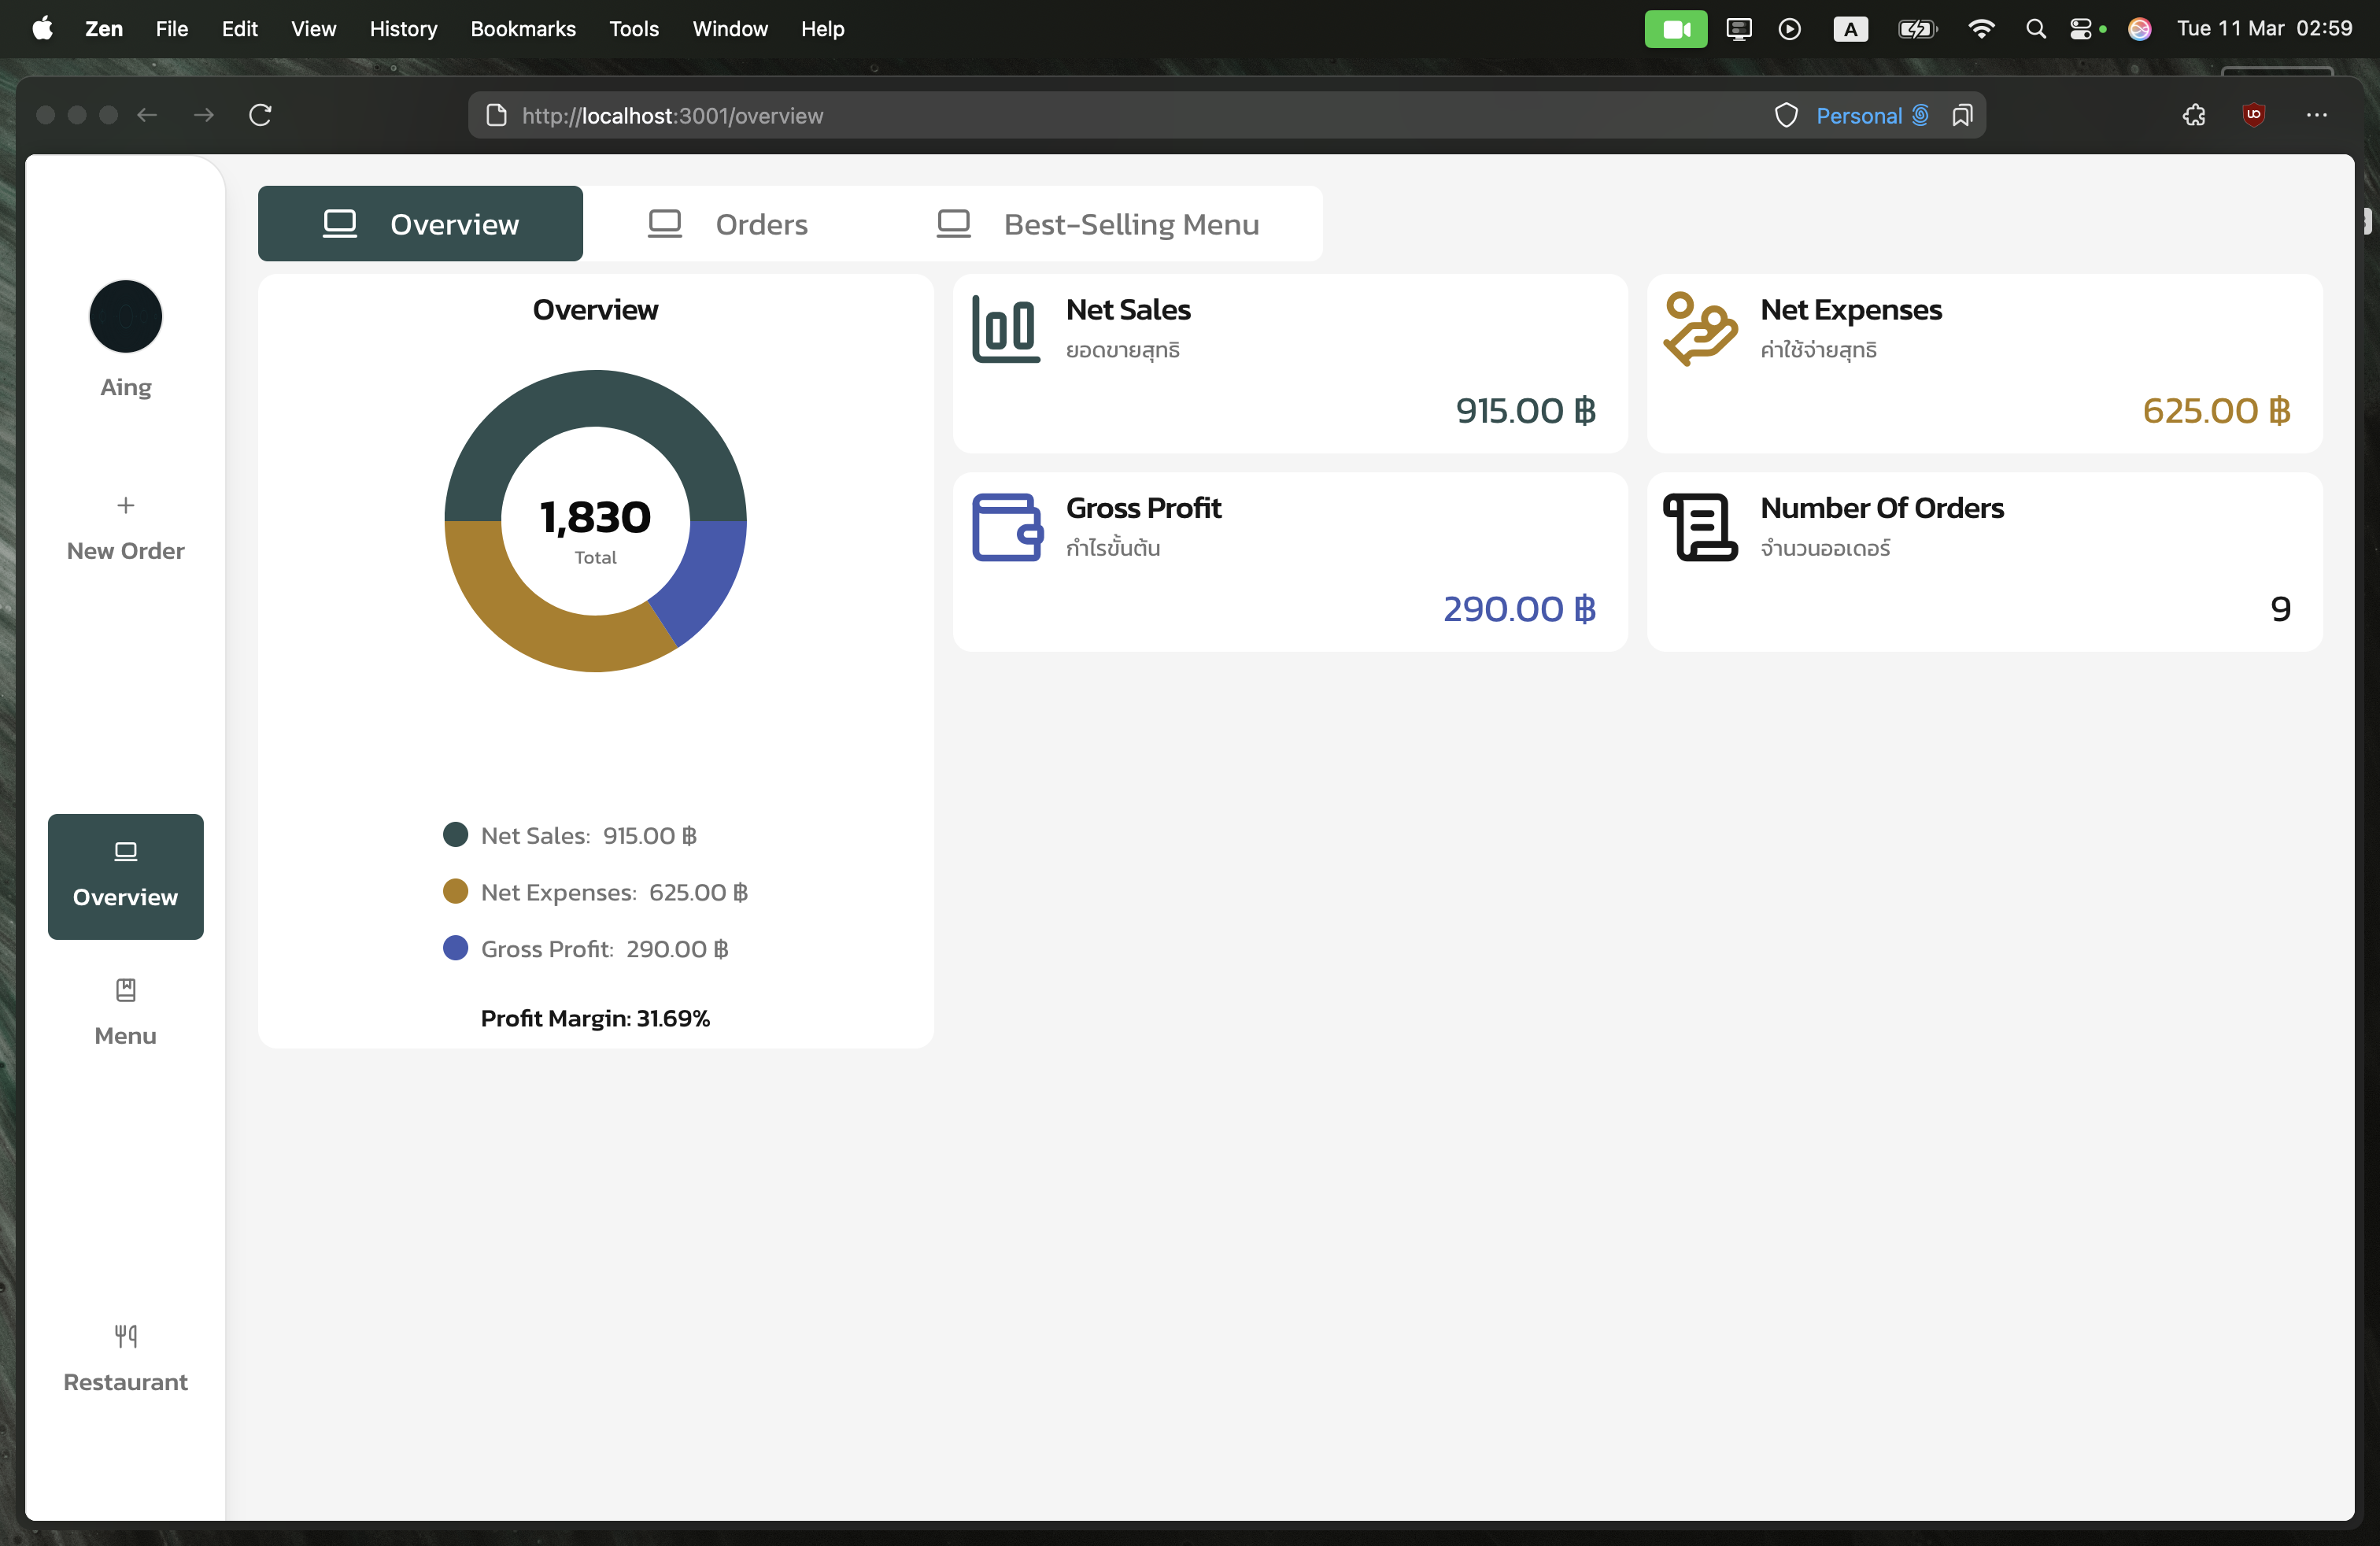 Zen File Edit View History Bookmarks Tools Window Help A Tue 11 Mar 02:59
http://localhost:3001/overview Personal
Aing
New Order
Overview
Menu
Restaurant
Overview Orders Best-Selling Menu
Overview
1,830
Total
Net Sales: 915.00 ฿
Net Expenses: 625.00 ฿
Gross Profit: 290.00 ฿
Profit Margin: 31.69%
Net Sales
ยอดขายสุทธิ
915.00 ฿
Net Expenses
ค่าใช้จ่ายสุทธิ
625.00 ฿
Gross Profit
กำไรขั้นต้น
290.00 ฿
Number Of Orders
จำนวนออเดอร์
9